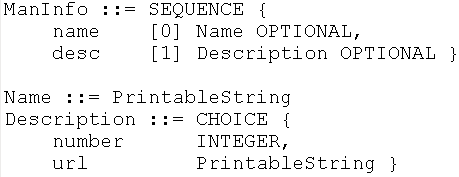 ManInfo ::= SEQUENCE {
    name    [0] Name OPTIONAL,
    desc    [1] Description OPTIONAL }

Name ::= PrintableString
Description ::= CHOICE {
    number      INTEGER,
    url         PrintableString }